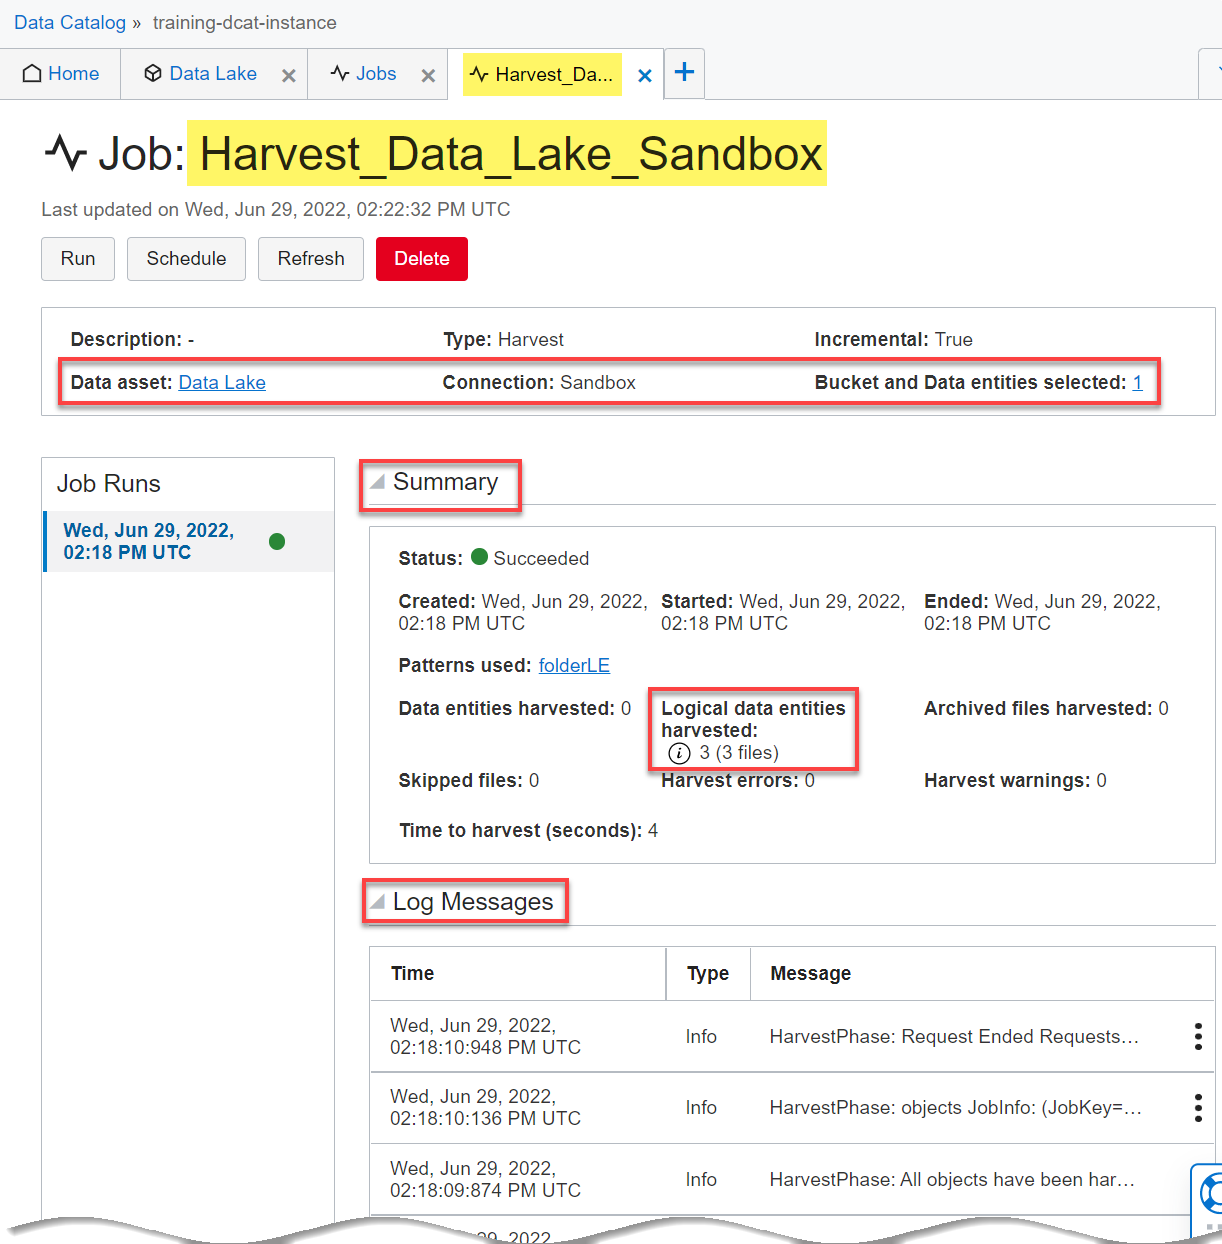 Data Catalog » training-dcat-instance
Home
Data Lake
Jobs
Harvest_Da...
Job: Harvest_Data_Lake_Sandbox
Last updated on Wed, Jun 29, 2022, 02:22:32 PM UTC
Run
Schedule
Refresh
Delete
Description: -
Type: Harvest
Incremental: True
Data asset: Data Lake
Connection: Sandbox
Bucket and Data entities selected: 1
Job Runs
Wed, Jun 29, 2022,
02:18 PM UTC
Summary
Status: Succeeded
Created: Wed, Jun 29, 2022,
02:18 PM UTC
Started: Wed, Jun 29, 2022,
02:18 PM UTC
Ended: Wed, Jun 29, 2022,
02:18 PM UTC
Patterns used: folderLE
Data entities harvested: 0
Logical data entities
harvested:
3 (3 files)
Archived files harvested: 0
Skipped files: 0
Harvest errors: 0
Harvest warnings: 0
Time to harvest (seconds): 4
Log Messages
Time
Type
Message
Wed, Jun 29, 2022,
02:18:10:948 PM UTC
Info
HarvestPhase: Request Ended Requests...
Wed, Jun 29, 2022,
02:18:10:136 PM UTC
Info
HarvestPhase: objects JobInfo: (JobKey=...
Wed, Jun 29, 2022,
02:18:09:874 PM UTC
Info
HarvestPhase: All objects have been har...
29, 2022,